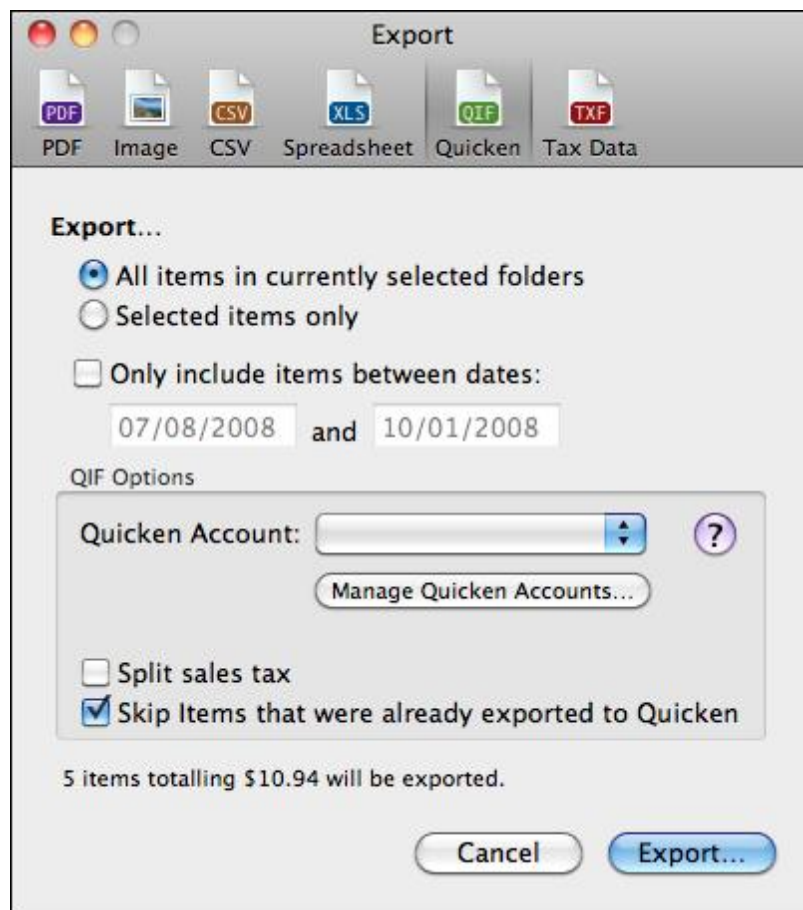 Export
PDF CSV XLS QIF TXF
PDF Image CSV Spreadsheet Quicken Tax Data
Export...
All items in currently selected folders
Selected items only
Only include items between dates:
07/08/2008 and 10/01/2008
QIF Options
Quicken Account:
?
Manage Quicken Accounts...
Split sales tax
Skip Items that were already exported to Quicken
5 items totalling $10.94 will be exported.
Cancel Export...